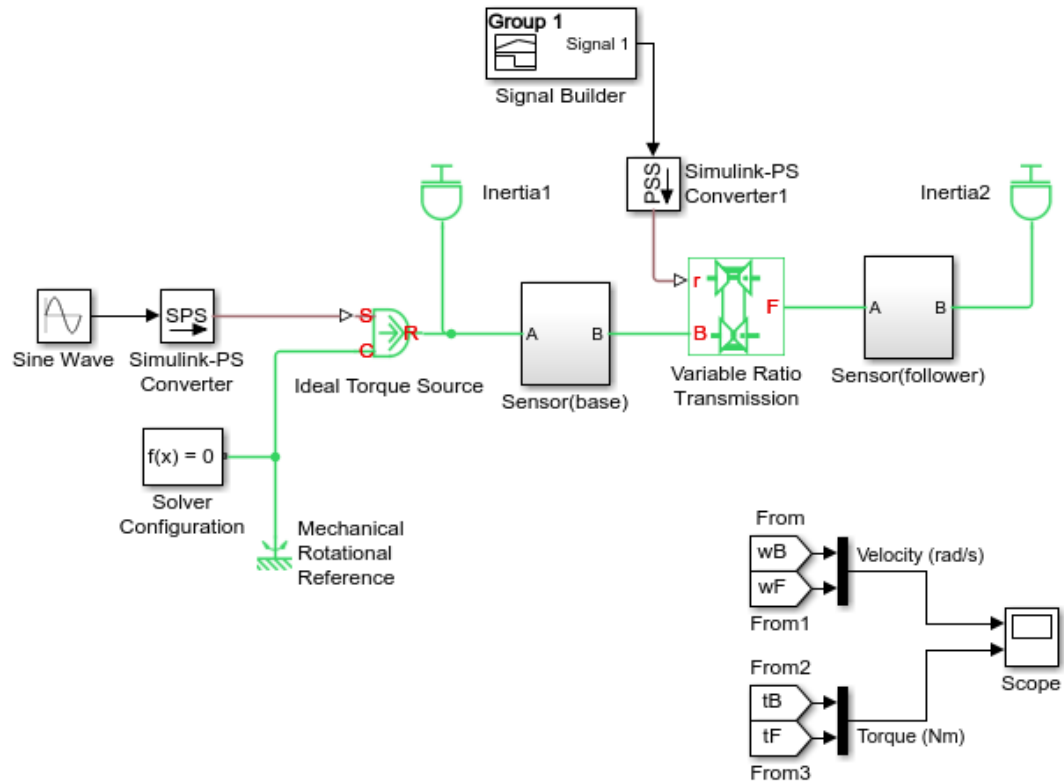 Group 1
Signal 1
Signal Builder
PSS
Simulink-PS
Converter1
Inertia1
Inertia2
Sine Wave
SPS
Simulink-PS
Converter
S
C
R
Ideal Torque Source
A
B
Sensor(base)
r
B
F
Variable Ratio
Transmission
A
B
Sensor(follower)
f(x) = 0
Solver
Configuration
Mechanical
Rotational
Reference
From
wB
wF
From1
Velocity (rad/s)
From2
tB
tF
From3
Torque (Nm)
Scope